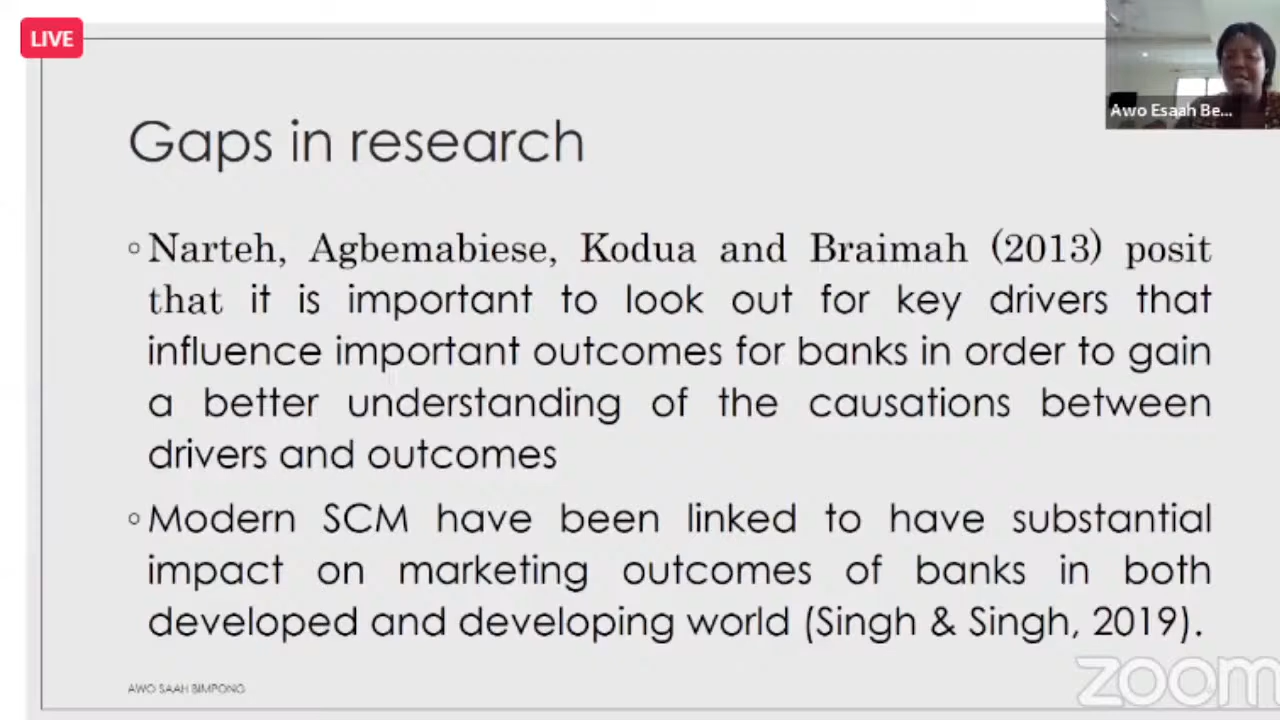 LIVE
Awo Esaah Be...
Gaps in research
Narteh, Agbemabiese, Kodua and Braimah (2013) posit
that it is important to look out for key drivers that
influence important outcomes for banks in order to gain
a better understanding of the causations between
drivers and outcomes
Modern SCM have been linked to have substantial
impact on marketing outcomes of banks in both
developed and developing world (Singh & Singh, 2019).
AWO SAAH BIMPONG
zoom